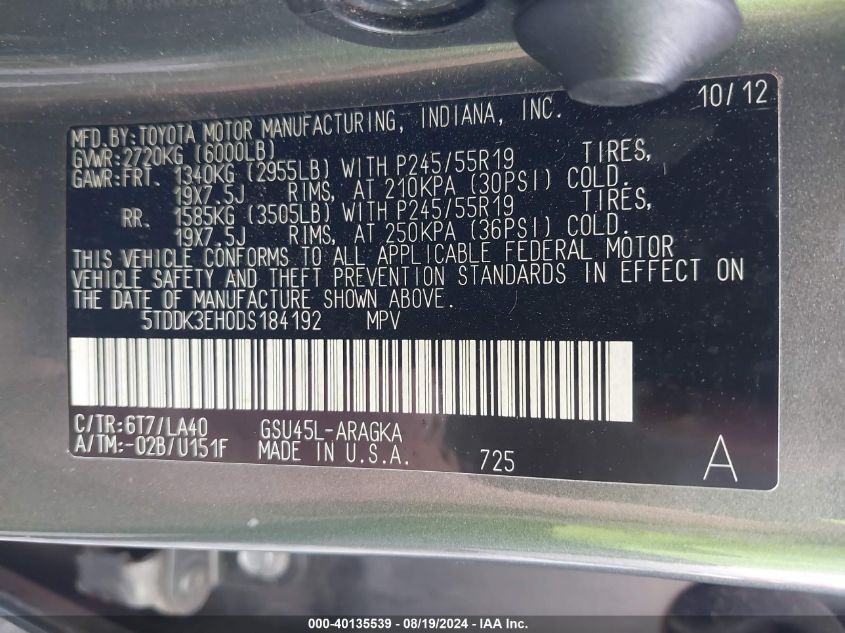 10/12
MFD.BY:TOYOTA MOTOR MANUFACTURING, INDIANA, INC.
GVWR:2720KG (6000LB)
GAWR:FRT. 1340KG (2955LB) WITH P245/55R19 TIRES,
19X7.5J RIMS, AT 210KPA (30PSI) COLD.
RR. 1585KG (3505LB) WITH P245/55R19 TIRES,
19X7.5J RIMS, AT 250KPA (36PSI) COLD.
THIS VEHICLE CONFORMS TO ALL APPLICABLE FEDERAL MOTOR
VEHICLE SAFETY AND THEFT PREVENTION STANDARDS IN EFFECT ON
THE DATE OF MANUFACTURE SHOWN ABOVE.
5TDDK3EH0DS184192 MPV
C/TR:6T7/LA40 GSU45L-ARAGKA
A/TM:-02B/U151F MADE IN U.S.A. 725 A
000-40135539 - 08/19/2024 - IAA Inc.